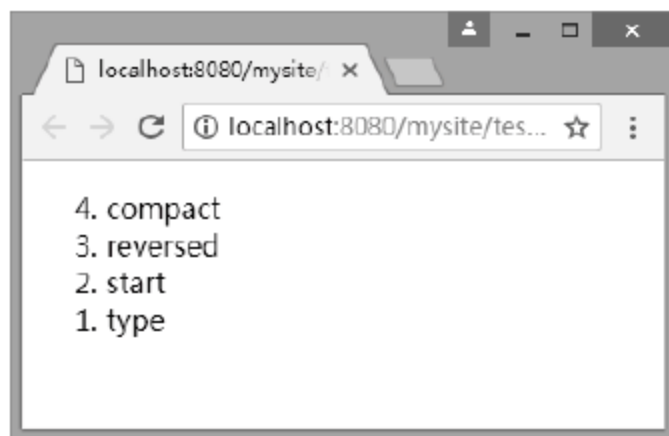 localhost:8080/mysite/
localhost:8080/mysite/tes...
4. compact
3. reversed
2. start
1. type